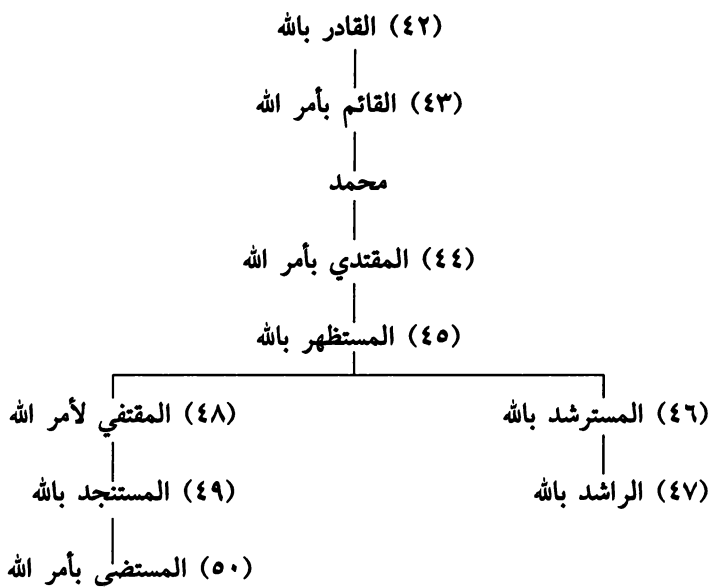 (٤٢) القادر بالله
(٤٣) القائم بأمر الله
محمد
(٤٤) المقتدي بأمر الله
(٤٥) المستظهر بالله
(٤٦) المسترشد بالله
(٤٨) المقتفي لأمر الله
(٤٧) الراشد بالله
(٤٩) المستنجد بالله
(٥٠) المستضي بأمر الله